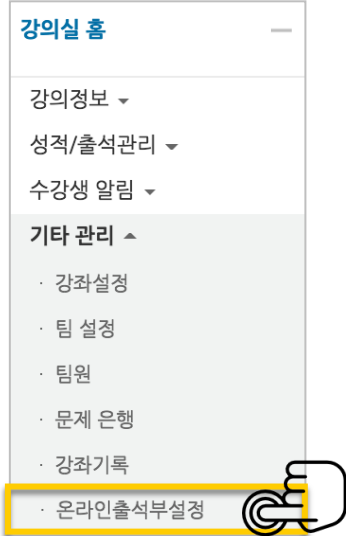 강의실 홈
강의정보
성적/출석관리
수강생 알림
기타 관리
· 강좌설정
· 팀 설정
· 팀원
· 문제 은행
· 강좌기록
· 온라인출석부설정